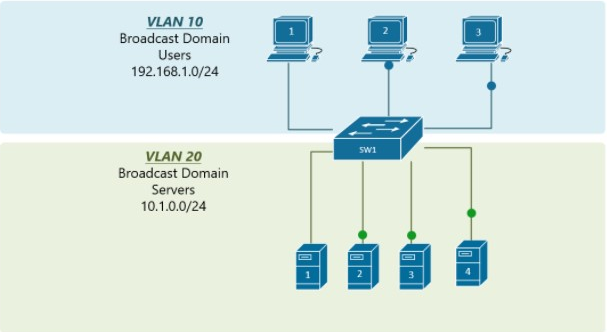 VLAN 10
Broadcast Domain
Users
192.168.1.0/24
1
2
3
SW1
VLAN 20
Broadcast Domain
Servers
10.1.0.0/24
1
2
3
4